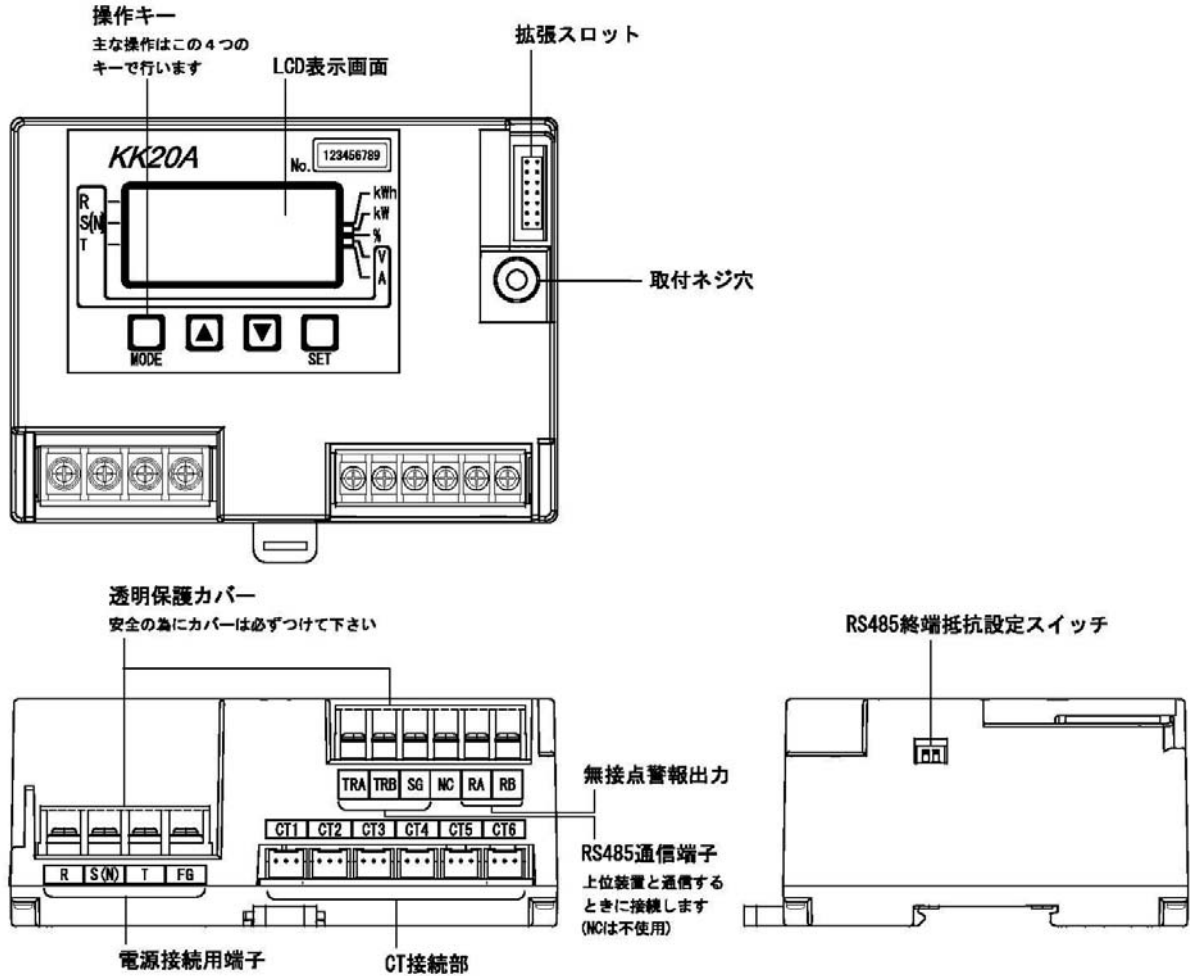 操作キー
主な操作はこの4つの
キーで行います
LCD表示画面
拡張スロット
KK20A
No. 123456789
R
S(N)
T
kWh
kW
%
V
A
取付ネジ穴
MODE
SET
透明保護カバー
安全の為にカバーは必ずつけて下さい
RS485終端抵抗設定スイッチ
TRA TRB SG NC RA RB
無接点警報出力
CT1 CT2 CT3 CT4 CT5 CT6
RS485通信端子
上位装置と通信する
ときに接続します
(NCは不使用)
R S(N) T FG
電源接続用端子
CT接続部